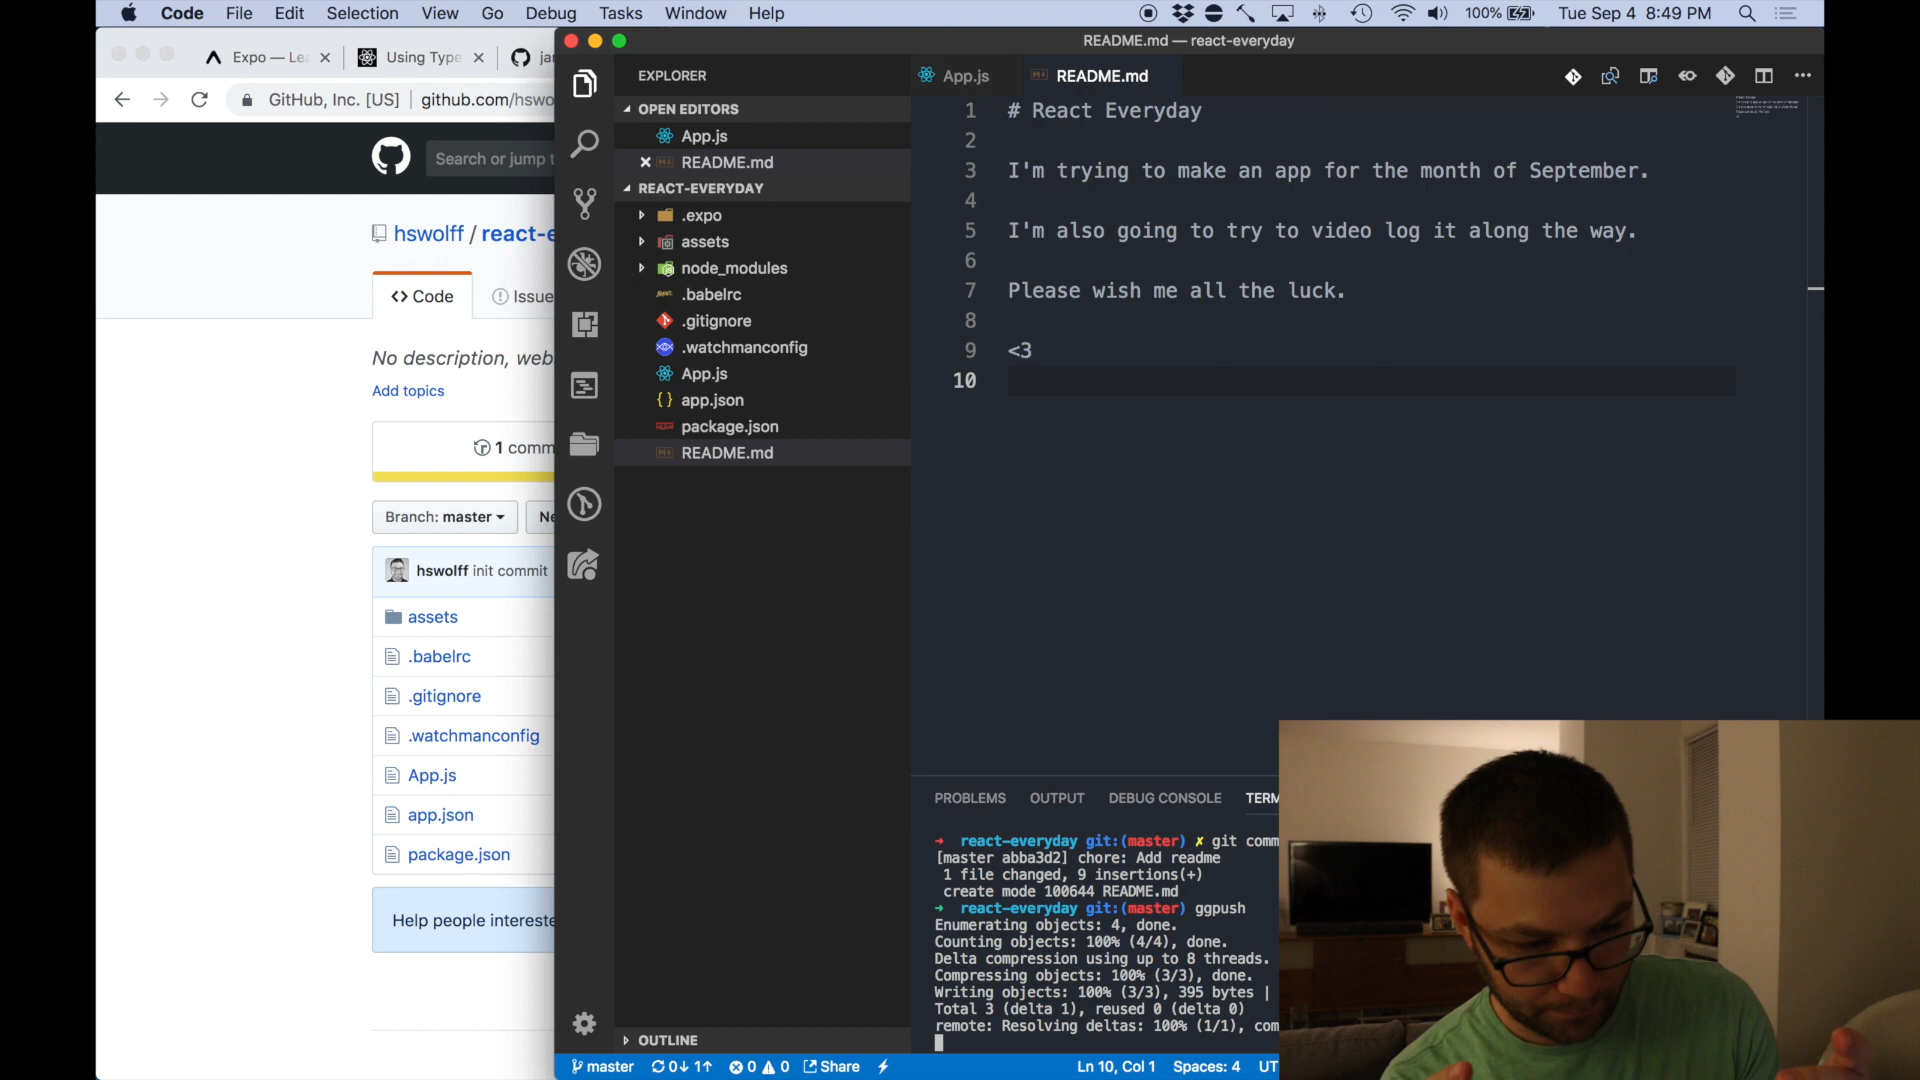 Code File Edit Selection View Go Debug Tasks Window Help
100% Tue Sep 4 8:49 PM
Expo — Le
Using Type
README.md — react-everyday
GitHub, Inc. [US] github.com/hswo
Search or jump t
hswolff / react-e
<> Code
Issue
No description, web
Add topics
1 comm
Branch: master
Ne
hswolff init commit
assets
.babelrc
.gitignore
.watchmanconfig
App.js
app.json
package.json
Help people intereste
EXPLORER
OPEN EDITORS
App.js
README.md
REACT-EVERYDAY
.expo
assets
node_modules
.babelrc
.gitignore
.watchmanconfig
App.js
app.json
package.json
README.md
OUTLINE
App.js
README.md
1 # React Everyday
2
3 I'm trying to make an app for the month of September.
4
5 I'm also going to try to video log it along the way.
6
7 Please wish me all the luck.
8
9 <3
10
PROBLEMS OUTPUT DEBUG CONSOLE TERM
→ react-everyday git:(master) ✗ git comm
[master abba3d2] chore: Add readme
1 file changed, 9 insertions(+)
create mode 100644 README.md
→ react-everyday git:(master) ggpush
Enumerating objects: 4, done.
Counting objects: 100% (4/4), done.
Delta compression using up to 8 threads.
Compressing objects: 100% (3/3), done.
Writing objects: 100% (3/3), 395 bytes |
Total 3 (delta 1), reused 0 (delta 0)
remote: Resolving deltas: 100% (1/1), com
master 0↓ 1↑ 0 0 Share
Ln 10, Col 1 Spaces: 4 UT